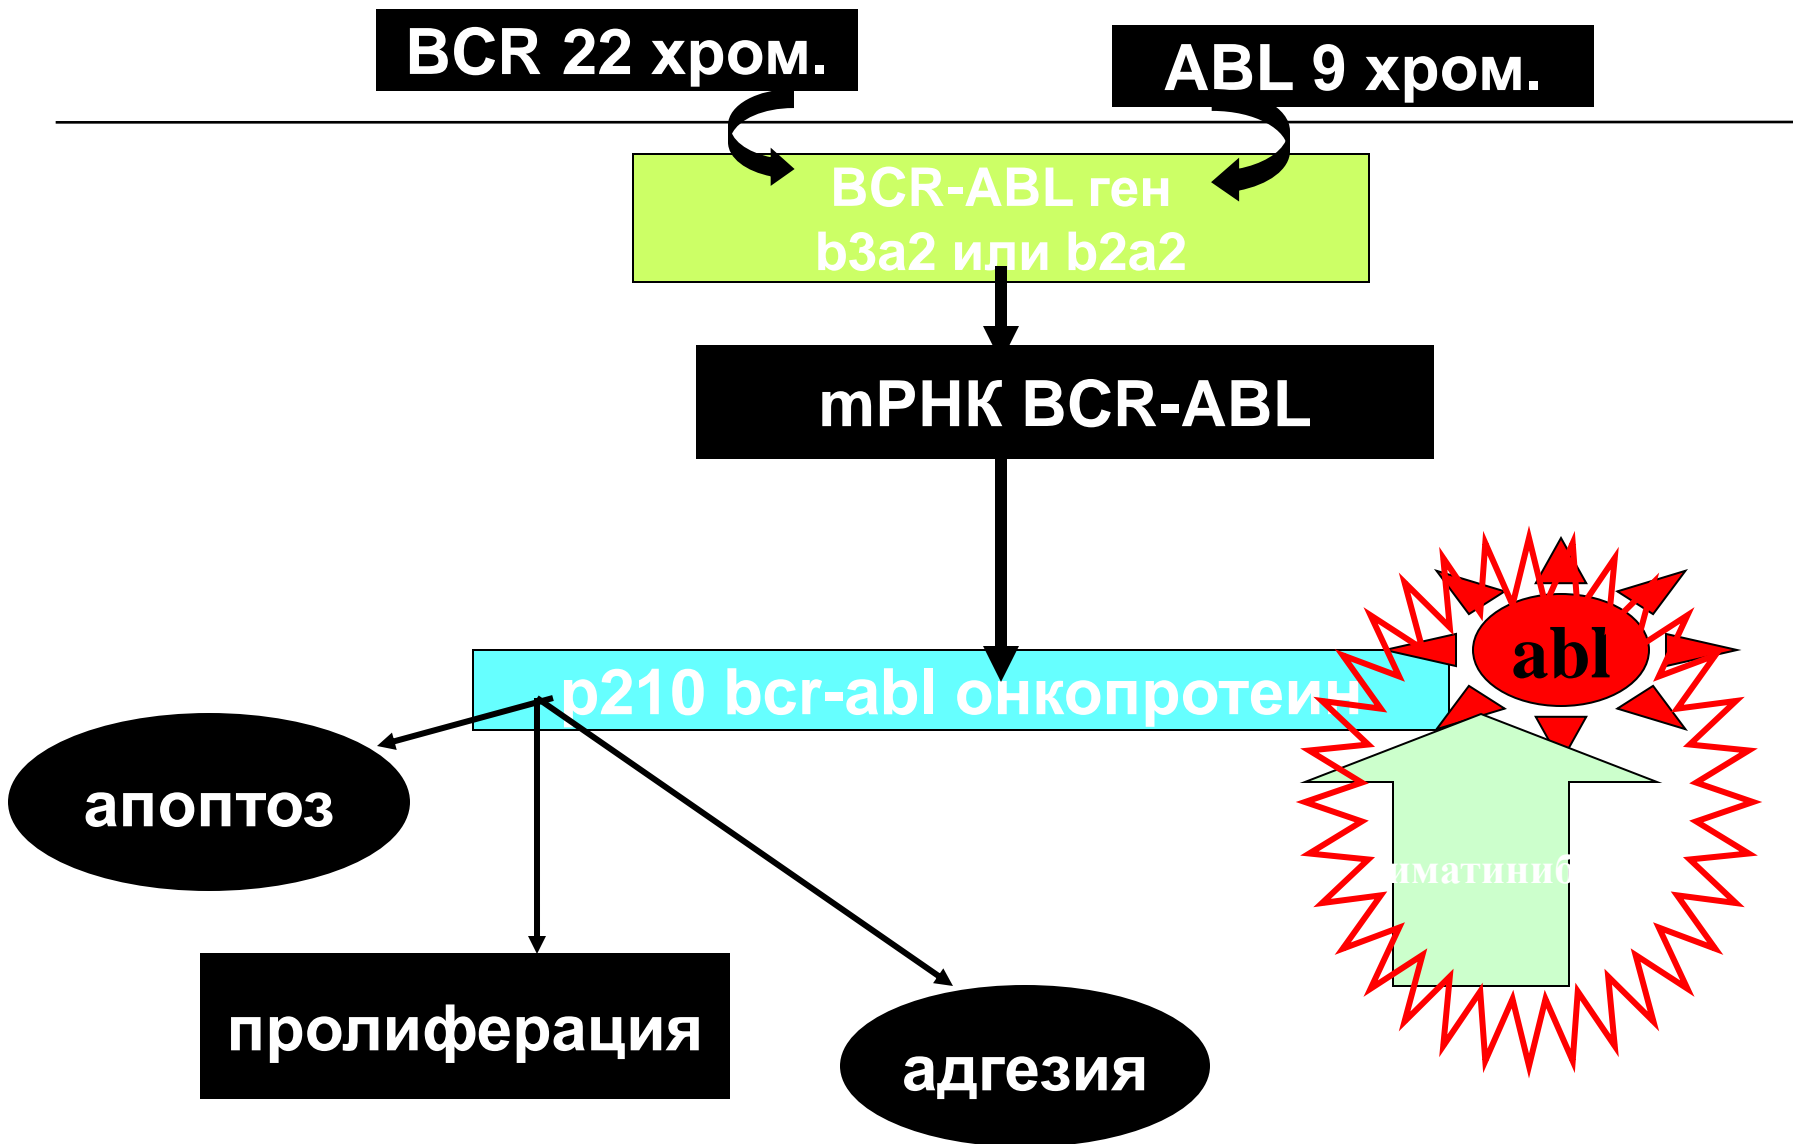 BCR 22 хром.
ABL 9 хром.
BCR-ABL ген
b3a2 или b2a2
mРНК BCR-ABL
abl
p210 bcr-abl онкопротеин
апоптоз
иматиниб
пролиферация
адгезия